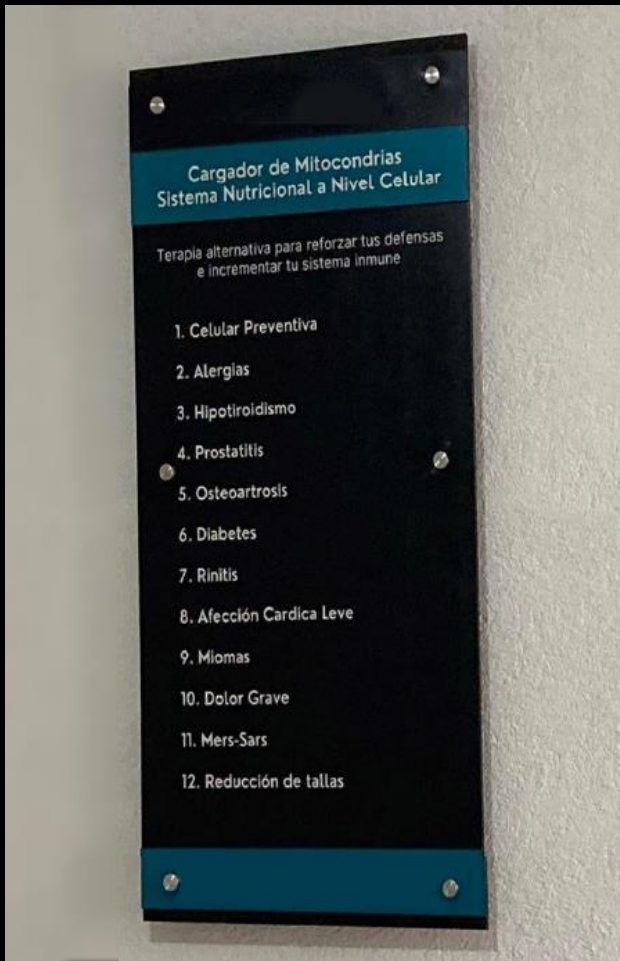 Cargador de Mitocondrias
Sistema Nutricional a Nivel Celular
Terapia alternativa para reforzar tus defensas
e incrementar tu sistema inmune
1. Celular Preventiva
2. Alergias
3. Hipotiroidismo
4. Prostatitis
5. Osteoartrosis
6. Diabetes
7. Rinitis
8. Afección Cardica Leve
9. Miomas
10. Dolor Grave
11. Mers-Sars
12. Reducción de tallas